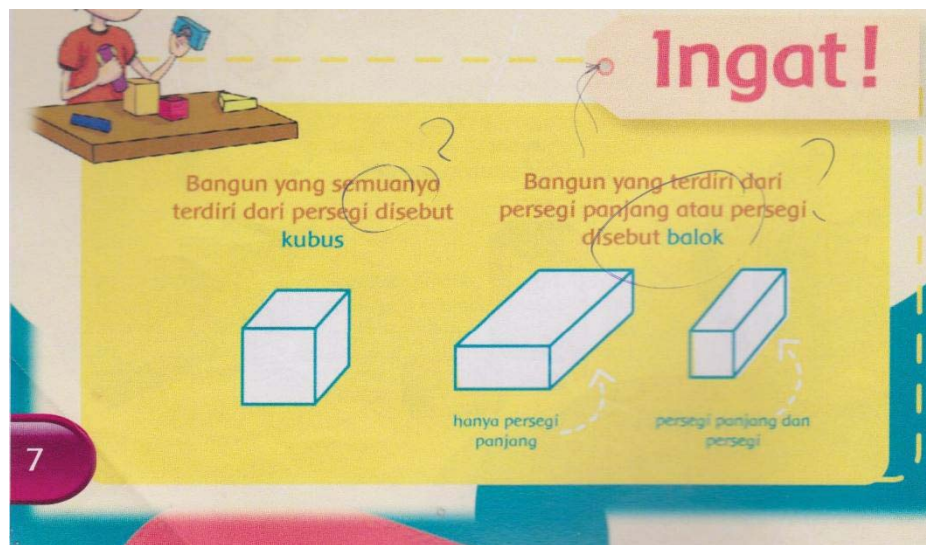 Ingat!
?
?
Bangun yang semuanya
terdiri dari persegi disebut
kubus
Bangun yang terdiri dari
persegi panjang atau persegi
disebut balok
hanya persegi
panjang
persegi panjang dan
persegi
7